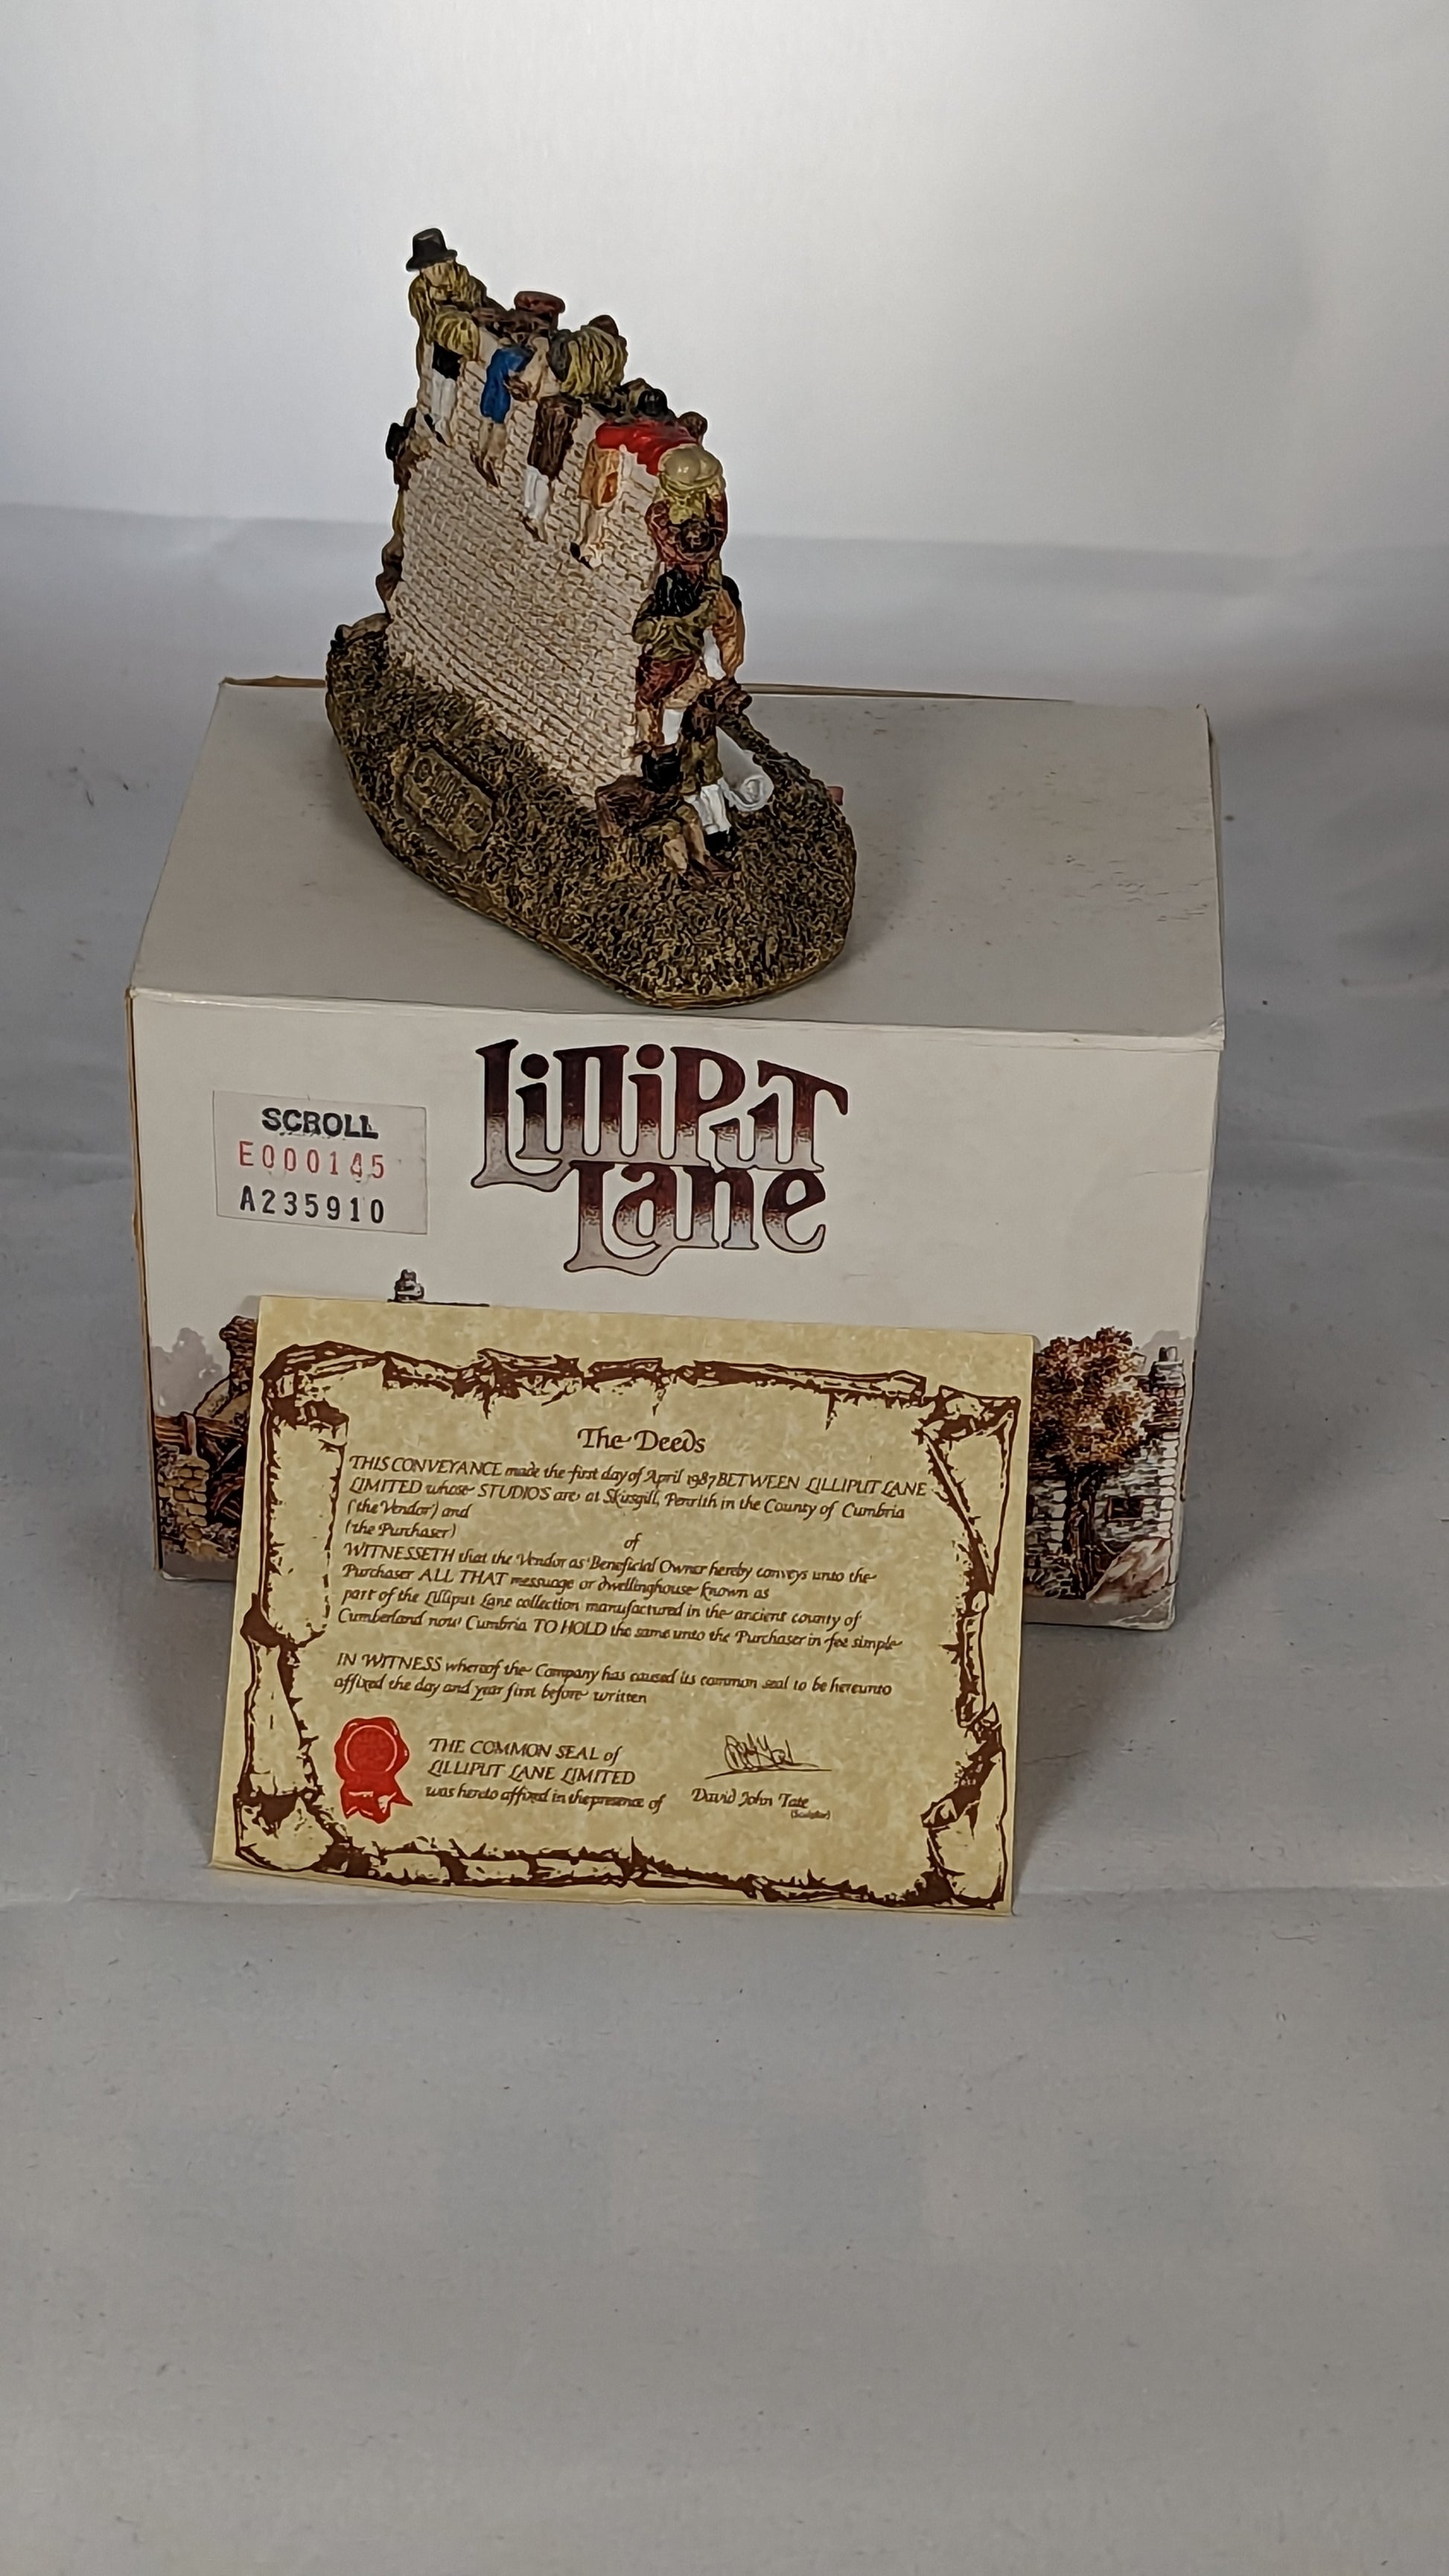 SCROLL
E000145
A235910
LilliPut
Lane
The Deeds
THIS CONVEYANCE made the first day of April 1987 BETWEEN LILLIPUT LANE
LIMITED whose STUDIOS are at Skirsgill, Penrith in the County of Cumbria
(the Vendor) and
(the Purchaser)
of
WITNESSETH that the Vendor as Beneficial Owner hereby conveys unto the
Purchaser ALL THAT messuage or dwellinghouse known as
part of the Lilliput Lane collection manufactured in the ancient county of
Cumberland now Cumbria TO HOLD the same unto the Purchaser in fee simple
IN WITNESS whereof the Company has caused its common seal to be hereunto
affixed the day and year first before written
THE COMMON SEAL of
LILLIPUT LANE LIMITED
was hereto affixed in the presence of
David John Tate
(Sculptor)